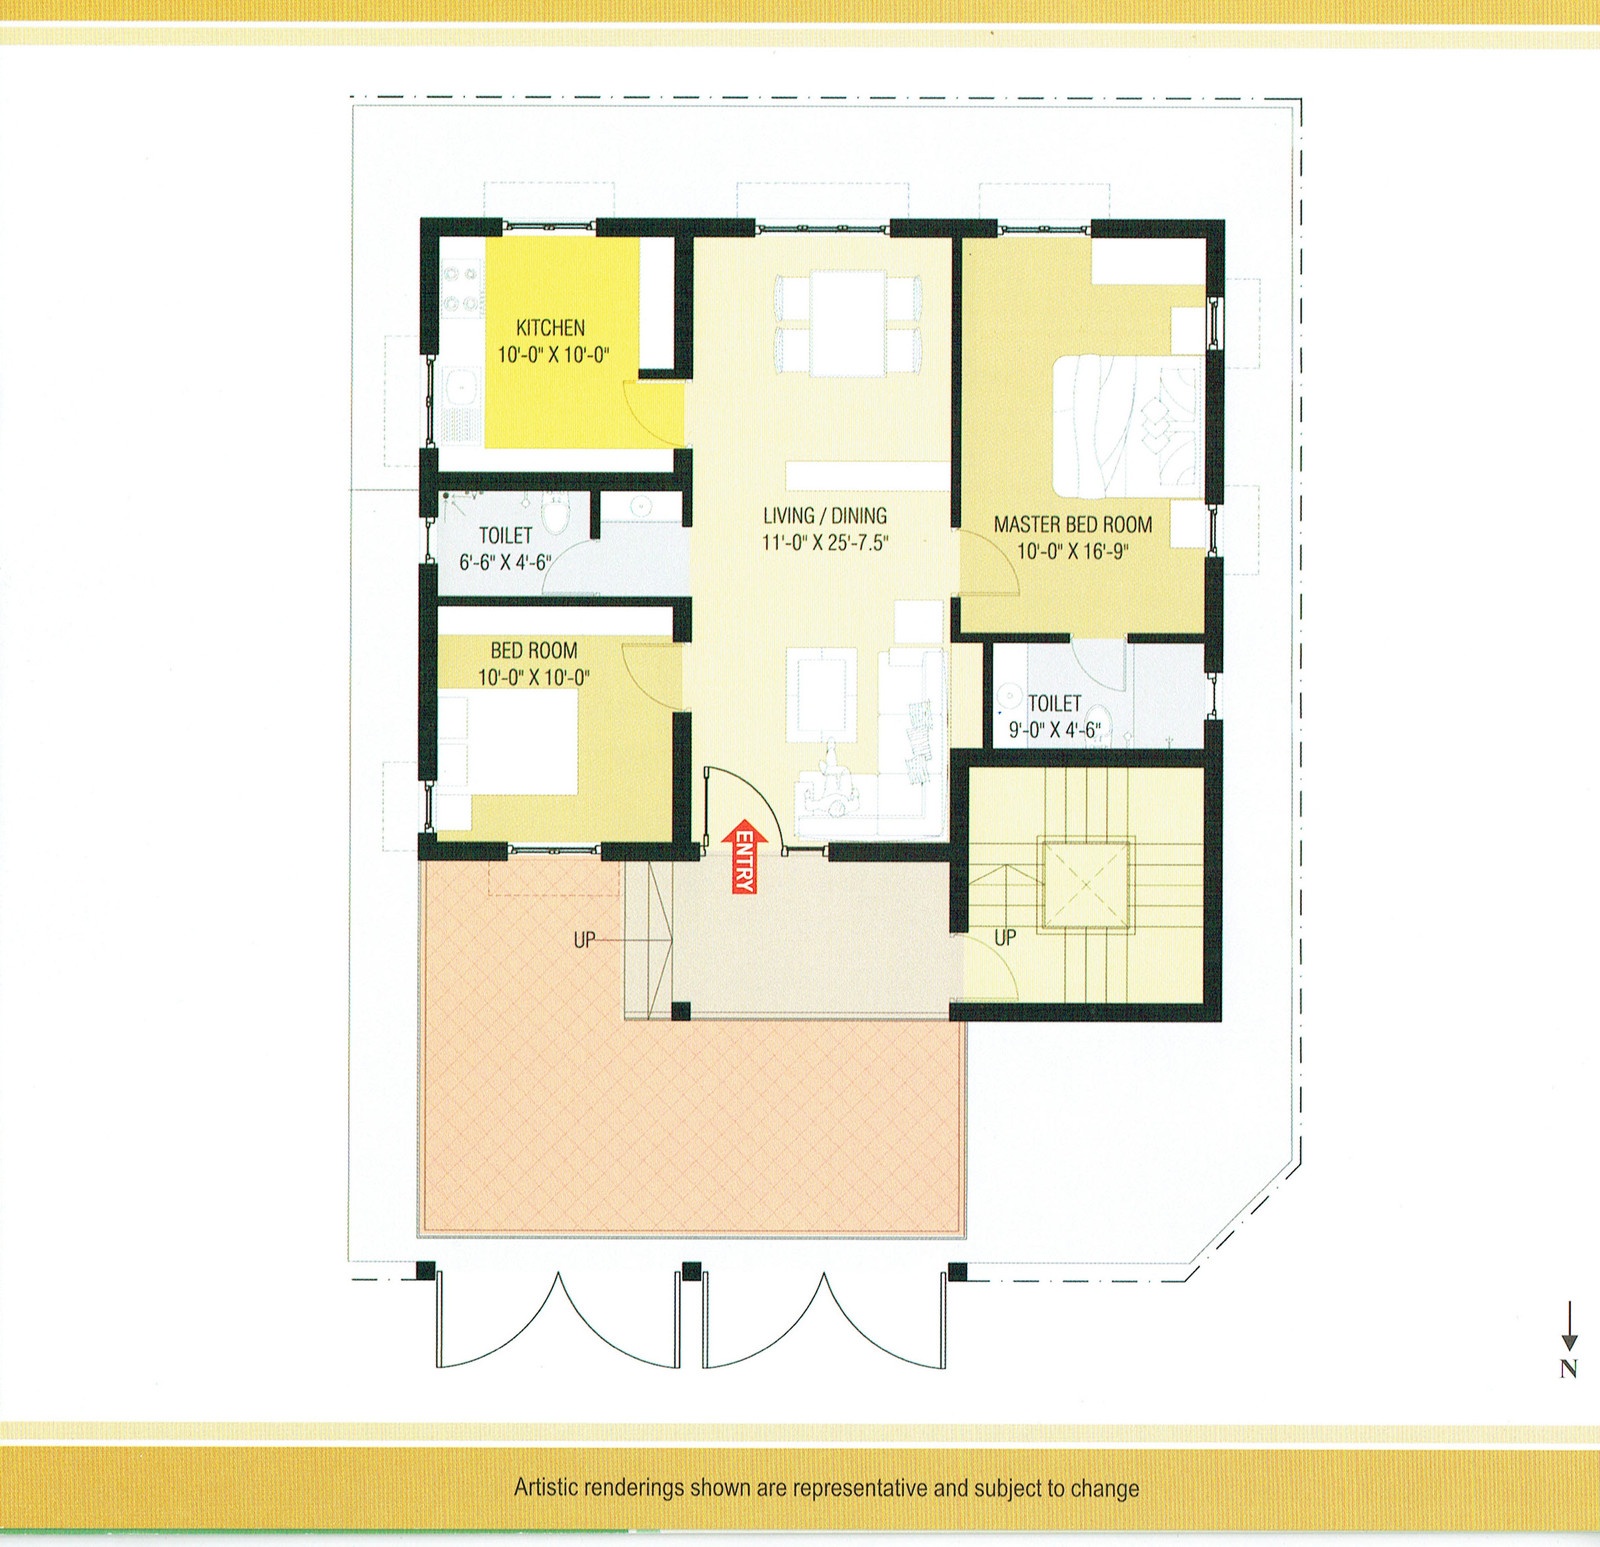 KITCHEN
10'-0" X 10'-0"
TOILET
6'-6" X 4'-6"
LIVING / DINING
11'-0" X 25'-7.5"
MASTER BED ROOM
10'-0" X 16'-9"
BED ROOM
10'-0" X 10'-0"
TOILET
9'-0" X 4'-6"
ENTRY
UP
UP
N
Artistic renderings shown are representative and subject to change